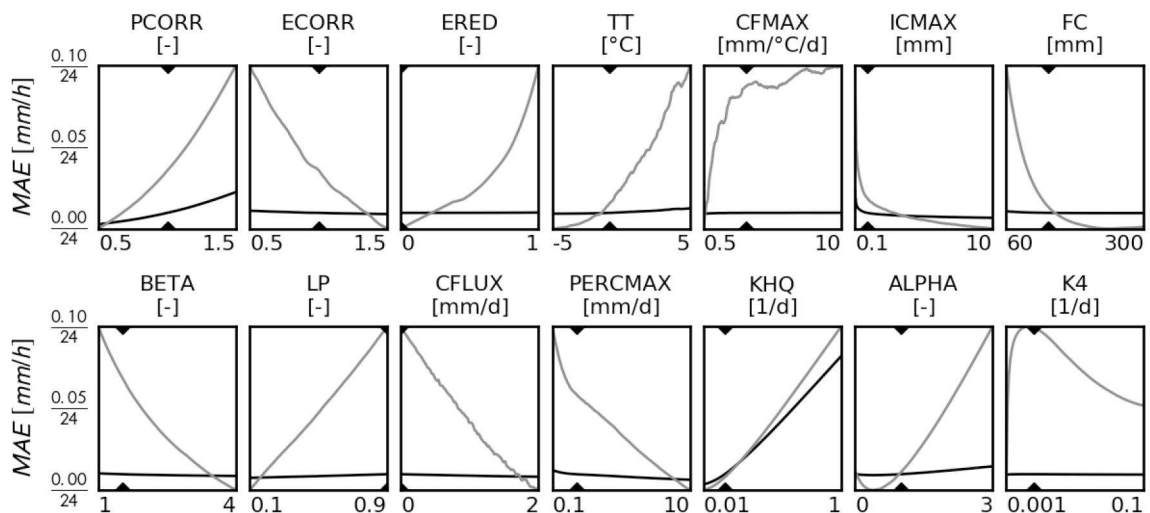 PCORR ECORR ERED TT CFMAX ICMAX FC
[-] [-] [-] [°C] [mm/°C/d] [mm] [mm]
MAE [mm/h]
0.10
24
0.05
24
0.00
24
0.5 1.5 0.5 1.5 0 1 -5 5 0.5 10 0.1 10 60 300
BETA LP CFLUX PERCMAX KHQ ALPHA K4
[-] [-] [mm/d] [mm/d] [1/d] [-] [1/d]
MAE [mm/h]
0.10
24
0.05
24
0.00
24
1 4 0.1 0.9 0 2 0.1 10 0.01 1 0 3 0.001 0.1